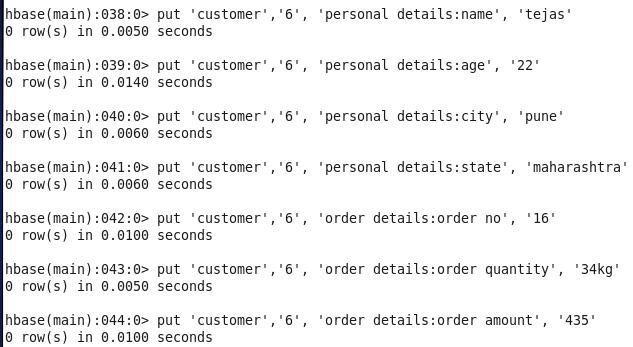 hbase(main):038:0> put 'customer','6', 'personal details:name', 'tejas'
0 row(s) in 0.0050 seconds
hbase(main):039:0> put 'customer','6', 'personal details:age', '22'
0 row(s) in 0.0140 seconds
hbase(main):040:0> put 'customer','6', 'personal details:city', 'pune'
0 row(s) in 0.0060 seconds
hbase(main):041:0> put 'customer','6', 'personal details:state', 'maharashtra'
0 row(s) in 0.0060 seconds
hbase(main):042:0> put 'customer','6', 'order details:order no', '16'
0 row(s) in 0.0100 seconds
hbase(main):043:0> put 'customer','6', 'order details:order quantity', '34kg'
0 row(s) in 0.0050 seconds
hbase(main):044:0> put 'customer','6', 'order details:order amount', '435'
0 row(s) in 0.0100 seconds